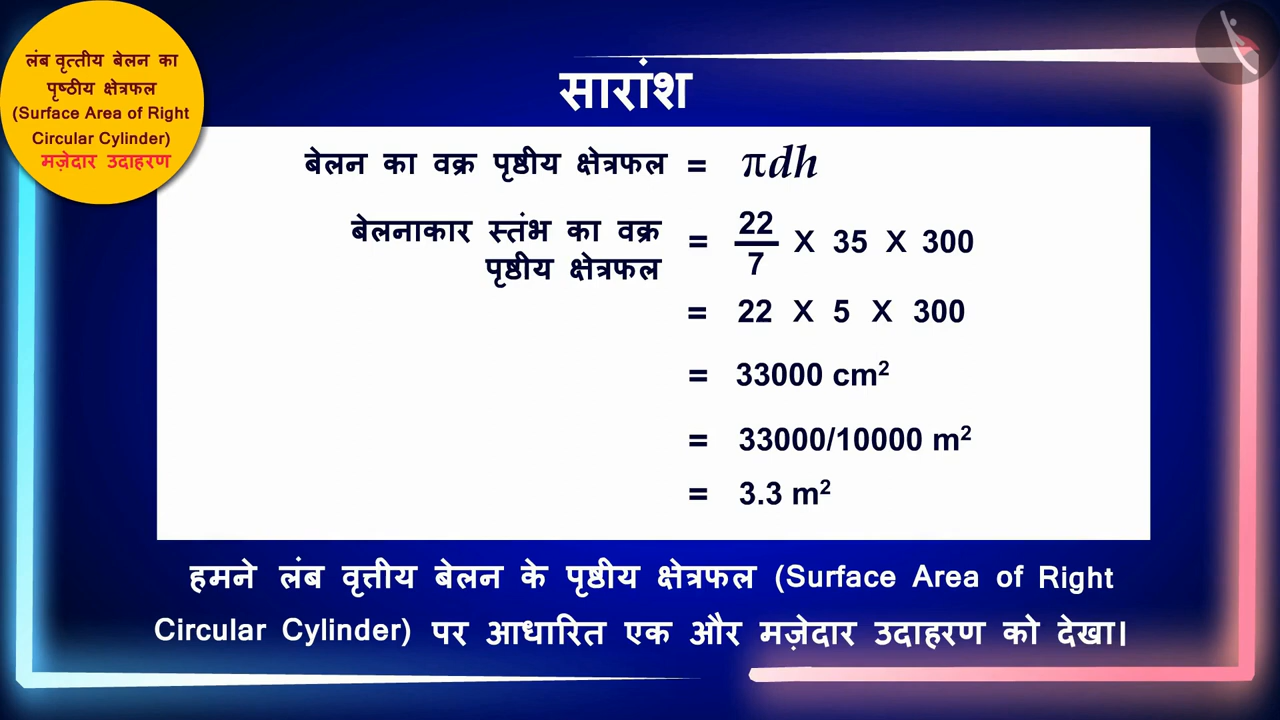 लंब वृत्तीय बेलन का
पृष्ठीय क्षेत्रफल
(Surface Area of Right
Circular Cylinder)
मज़ेदार उदाहरण
सारांश
बेलन का वक्र पृष्ठीय क्षेत्रफल = πdh
बेलनाकार स्तंभ का वक्र
पृष्ठीय क्षेत्रफल = 22/7 X 35 X 300
= 22 X 5 X 300
= 33000 cm²
= 33000/10000 m²
= 3.3 m²
हमने लंब वृत्तीय बेलन के पृष्ठीय क्षेत्रफल (Surface Area of Right
Circular Cylinder) पर आधारित एक और मज़ेदार उदाहरण को देखा।